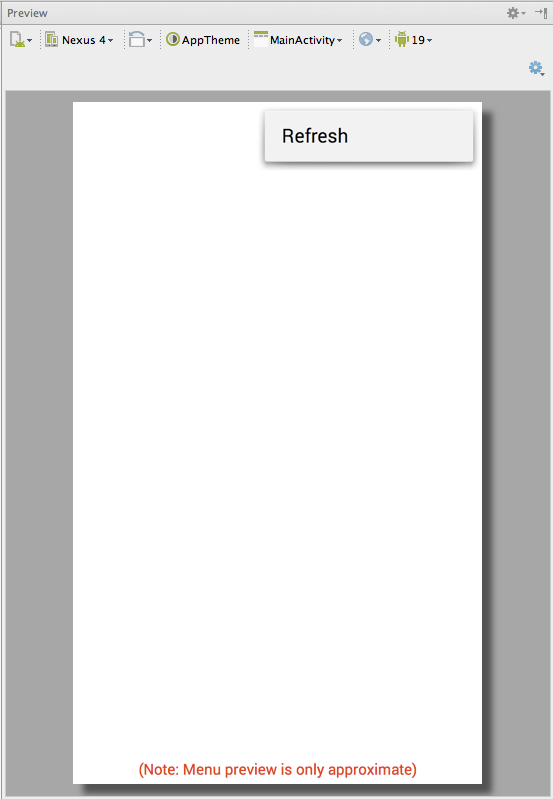 Preview
Nexus 4 AppTheme MainActivity 19
Refresh
(Note: Menu preview is only approximate)